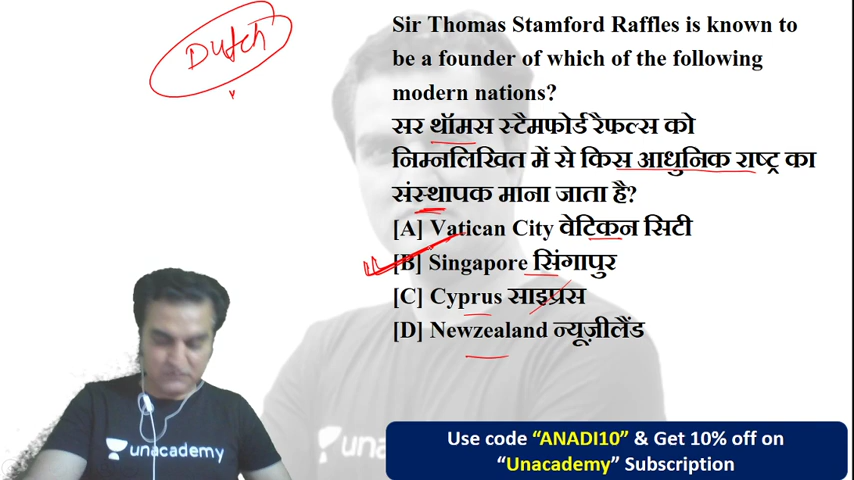 Dutch
Sir Thomas Stamford Raffles is known to
be a founder of which of the following
modern nations?
सर थॉमस स्टैमफोर्ड रैफल्स को
निम्नलिखित में से किस आधुनिक राष्ट्र का
संस्थापक माना जाता है?
[A] Vatican City वेटिकन सिटी
[B] Singapore सिंगापुर
[C] Cyprus साइप्रस
[D] Newzealand न्यूज़ीलैंड
unacademy
una
Use code “ANADI10” & Get 10% off on
“Unacademy” Subscription